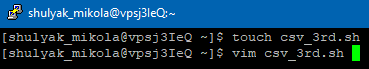 shulyak_mikola@vpsj3IeQ:~
[shulyak_mikola@vpsj3IeQ ~]$ touch csv_3rd.sh
[shulyak_mikola@vpsj3IeQ ~]$ vim csv_3rd.sh